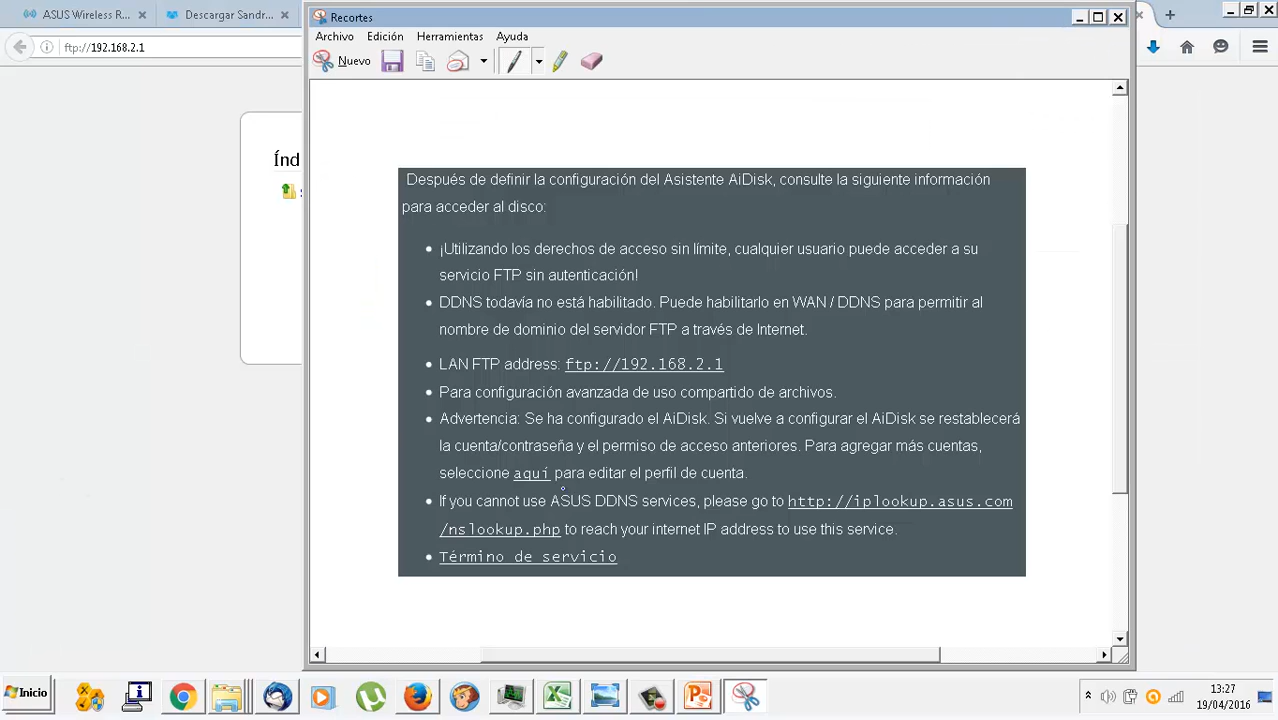 ASUS Wireless R...
Descargar Sandr...
ftp://192.168.2.1
Recortes
Archivo Edición Herramientas Ayuda
Nuevo
Índ
Después de definir la configuración del Asistente AiDisk, consulte la siguiente información
para acceder al disco:
• ¡Utilizando los derechos de acceso sin límite, cualquier usuario puede acceder a su
servicio FTP sin autenticación!
• DDNS todavía no está habilitado. Puede habilitarlo en WAN / DDNS para permitir al
nombre de dominio del servidor FTP a través de Internet.
• LAN FTP address: ftp://192.168.2.1
• Para configuración avanzada de uso compartido de archivos.
• Advertencia: Se ha configurado el AiDisk. Si vuelve a configurar el AiDisk se restablecerá
la cuenta/contraseña y el permiso de acceso anteriores. Para agregar más cuentas,
seleccione aquí para editar el perfil de cuenta.
• If you cannot use ASUS DDNS services, please go to http://iplookup.asus.com
/nslookup.php to reach your internet IP address to use this service.
• Término de servicio
Inicio
13:27
19/04/2016